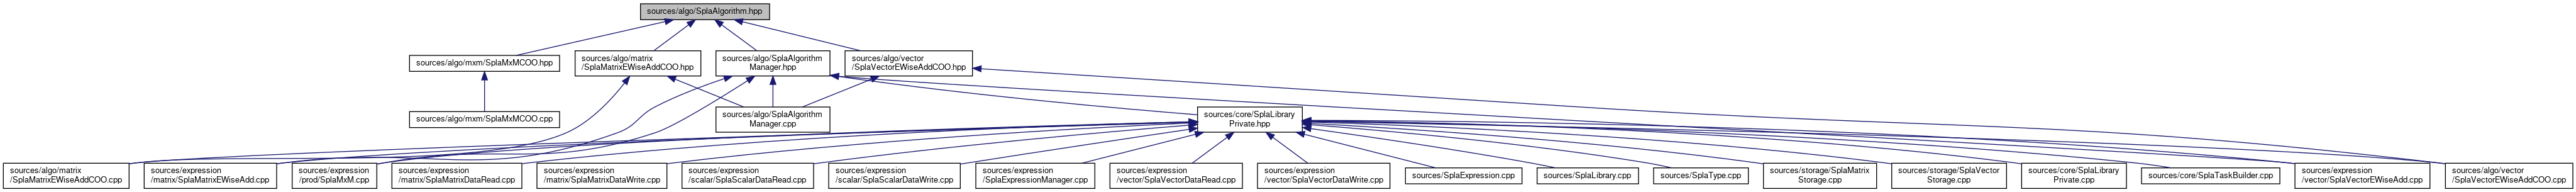 sources/algo/SplaAlgorithm.hpp
sources/algo/mxm/SplaMxMCOO.hpp
sources/algo/matrix
/SplaMatrixEWiseAddCOO.hpp
sources/algo/SplaAlgorithm
Manager.hpp
sources/algo/vector
/SplaVectorEWiseAddCOO.hpp
sources/algo/mxm/SplaMxMCOO.cpp
sources/algo/SplaAlgorithm
Manager.cpp
sources/core/SplaLibrary
Private.hpp
sources/algo/matrix
/SplaMatrixEWiseAddCOO.cpp
sources/expression
/matrix/SplaMatrixEWiseAdd.cpp
sources/expression
/prod/SplaMxM.cpp
sources/expression
/matrix/SplaMatrixDataRead.cpp
sources/expression
/matrix/SplaMatrixDataWrite.cpp
sources/expression
/scalar/SplaScalarDataRead.cpp
sources/expression
/scalar/SplaScalarDataWrite.cpp
sources/expression
/SplaExpressionManager.cpp
sources/expression
/vector/SplaVectorDataRead.cpp
sources/expression
/vector/SplaVectorDataWrite.cpp
sources/SplaExpression.cpp
sources/SplaLibrary.cpp
sources/SplaType.cpp
sources/storage/SplaMatrix
Storage.cpp
sources/storage/SplaVector
Storage.cpp
sources/core/SplaLibrary
Private.cpp
sources/core/SplaTaskBuilder.cpp
sources/expression
/vector/SplaVectorEWiseAdd.cpp
sources/algo/vector
/SplaVectorEWiseAddCOO.cpp